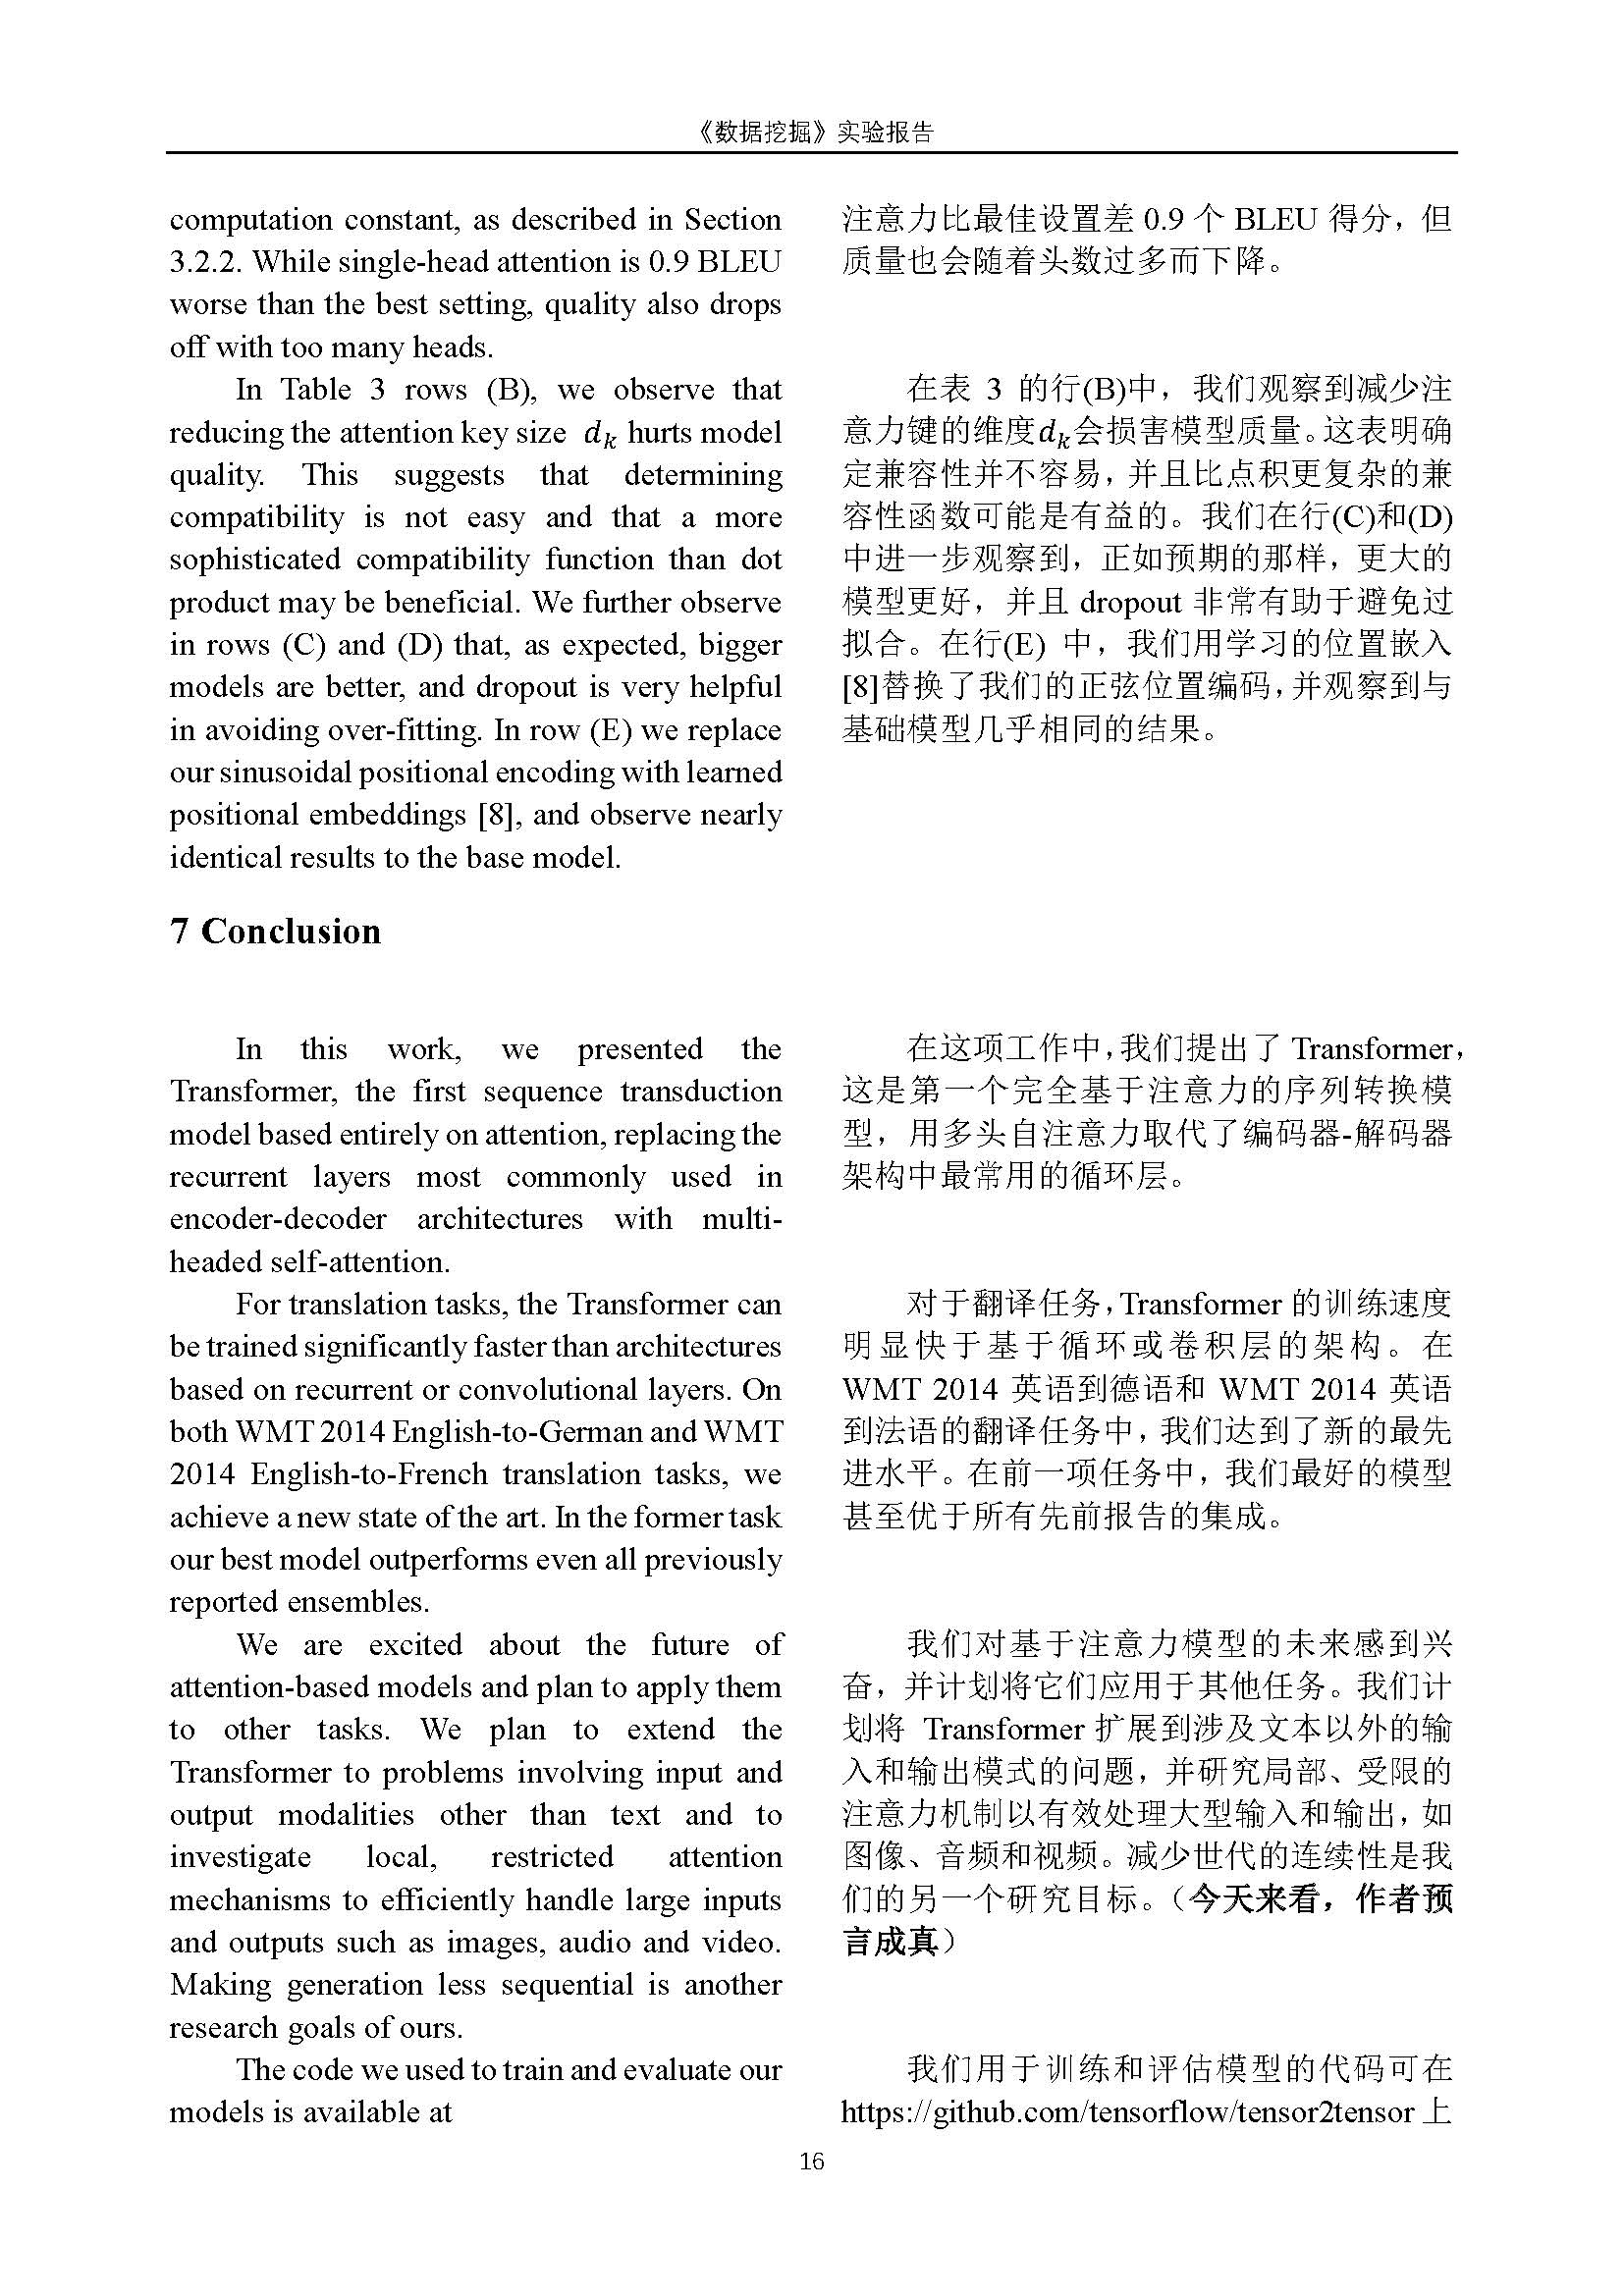 《数据挖掘》实验报告
computation constant, as described in Section
3.2.2. While single-head attention is 0.9 BLEU
worse than the best setting, quality also drops
off with too many heads.
In Table 3 rows (B), we observe that
reducing the attention key size d_k hurts model
quality. This suggests that determining
compatibility is not easy and that a more
sophisticated compatibility function than dot
product may be beneficial. We further observe
in rows (C) and (D) that, as expected, bigger
models are better, and dropout is very helpful
in avoiding over-fitting. In row (E) we replace
our sinusoidal positional encoding with learned
positional embeddings [8], and observe nearly
identical results to the base model.
7 Conclusion
In this work, we presented the
Transformer, the first sequence transduction
model based entirely on attention, replacing the
recurrent layers most commonly used in
encoder-decoder architectures with multi-
headed self-attention.
For translation tasks, the Transformer can
be trained significantly faster than architectures
based on recurrent or convolutional layers. On
both WMT 2014 English-to-German and WMT
2014 English-to-French translation tasks, we
achieve a new state of the art. In the former task
our best model outperforms even all previously
reported ensembles.
We are excited about the future of
attention-based models and plan to apply them
to other tasks. We plan to extend the
Transformer to problems involving input and
output modalities other than text and to
investigate local, restricted attention
mechanisms to efficiently handle large inputs
and outputs such as images, audio and video.
Making generation less sequential is another
research goals of ours.
The code we used to train and evaluate our
models is available at
注意力比最佳设置差 0.9 个 BLEU 得分，但
质量也会随着头数过多而下降。
在表 3 的行(B)中，我们观察到减少注
意力键的维度d_k会损害模型质量。这表明确
定兼容性并不容易，并且比点积更复杂的兼
容性函数可能是有益的。我们在行(C)和(D)
中进一步观察到，正如预期的那样，更大的
模型更好，并且 dropout 非常有助于避免过
拟合。在行(E) 中，我们用学习的位置嵌入
[8]替换了我们的正弦位置编码，并观察到与
基础模型几乎相同的结果。
在这项工作中，我们提出了 Transformer，
这是第一个完全基于注意力的序列转换模
型，用多头自注意力取代了编码器-解码器
架构中最常用的循环层。
对于翻译任务，Transformer 的训练速度
明显快于基于循环或卷积层的架构。在
WMT 2014 英语到德语和 WMT 2014 英语
到法语的翻译任务中，我们达到了新的最先
进水平。在前一项任务中，我们最好的模型
甚至优于所有先前报告的集成。
我们对基于注意力模型的未来感到兴
奋，并计划将它们应用于其他任务。我们计
划将 Transformer 扩展到涉及文本以外的输
入和输出模式的问题，并研究局部、受限的
注意力机制以有效处理大型输入和输出，如
图像、音频和视频。减少世代的连续性是我
们的另一个研究目标。（今天来看，作者预
言成真）
我们用于训练和评估模型的代码可在
https://github.com/tensorflow/tensor2tensor 上
16